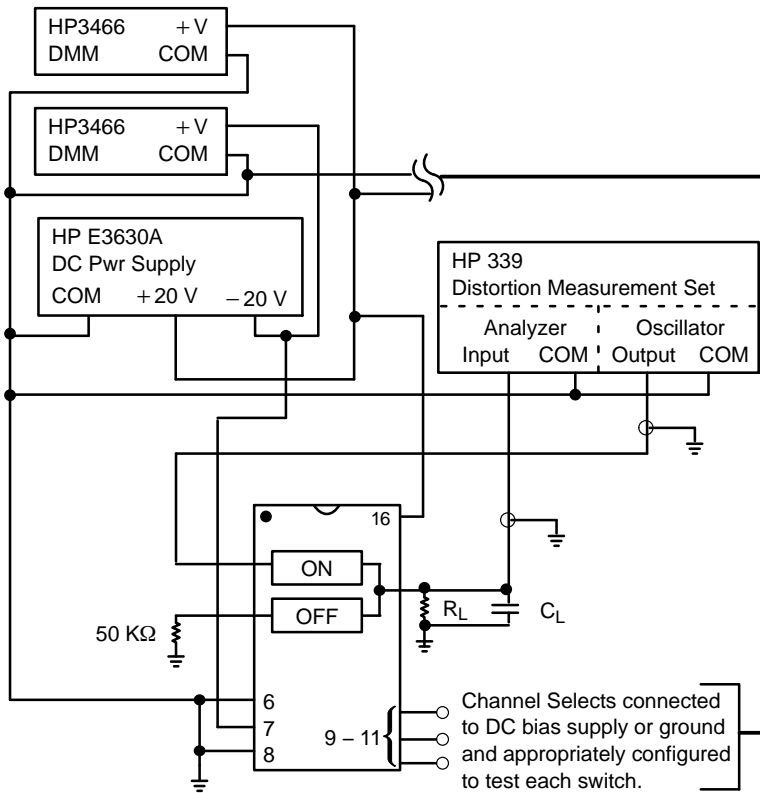 HP3466 +V
DMM COM
HP3466 +V
DMM COM
HP E3630A
DC Pwr Supply
COM +20 V −20 V
HP 339
Distortion Measurement Set
Analyzer Oscillator
Input COM Output COM
16
ON
OFF
50 KΩ
RL CL
6
7
8
9 – 11
Channel Selects connected
to DC bias supply or ground
and appropriately configured
to test each switch.